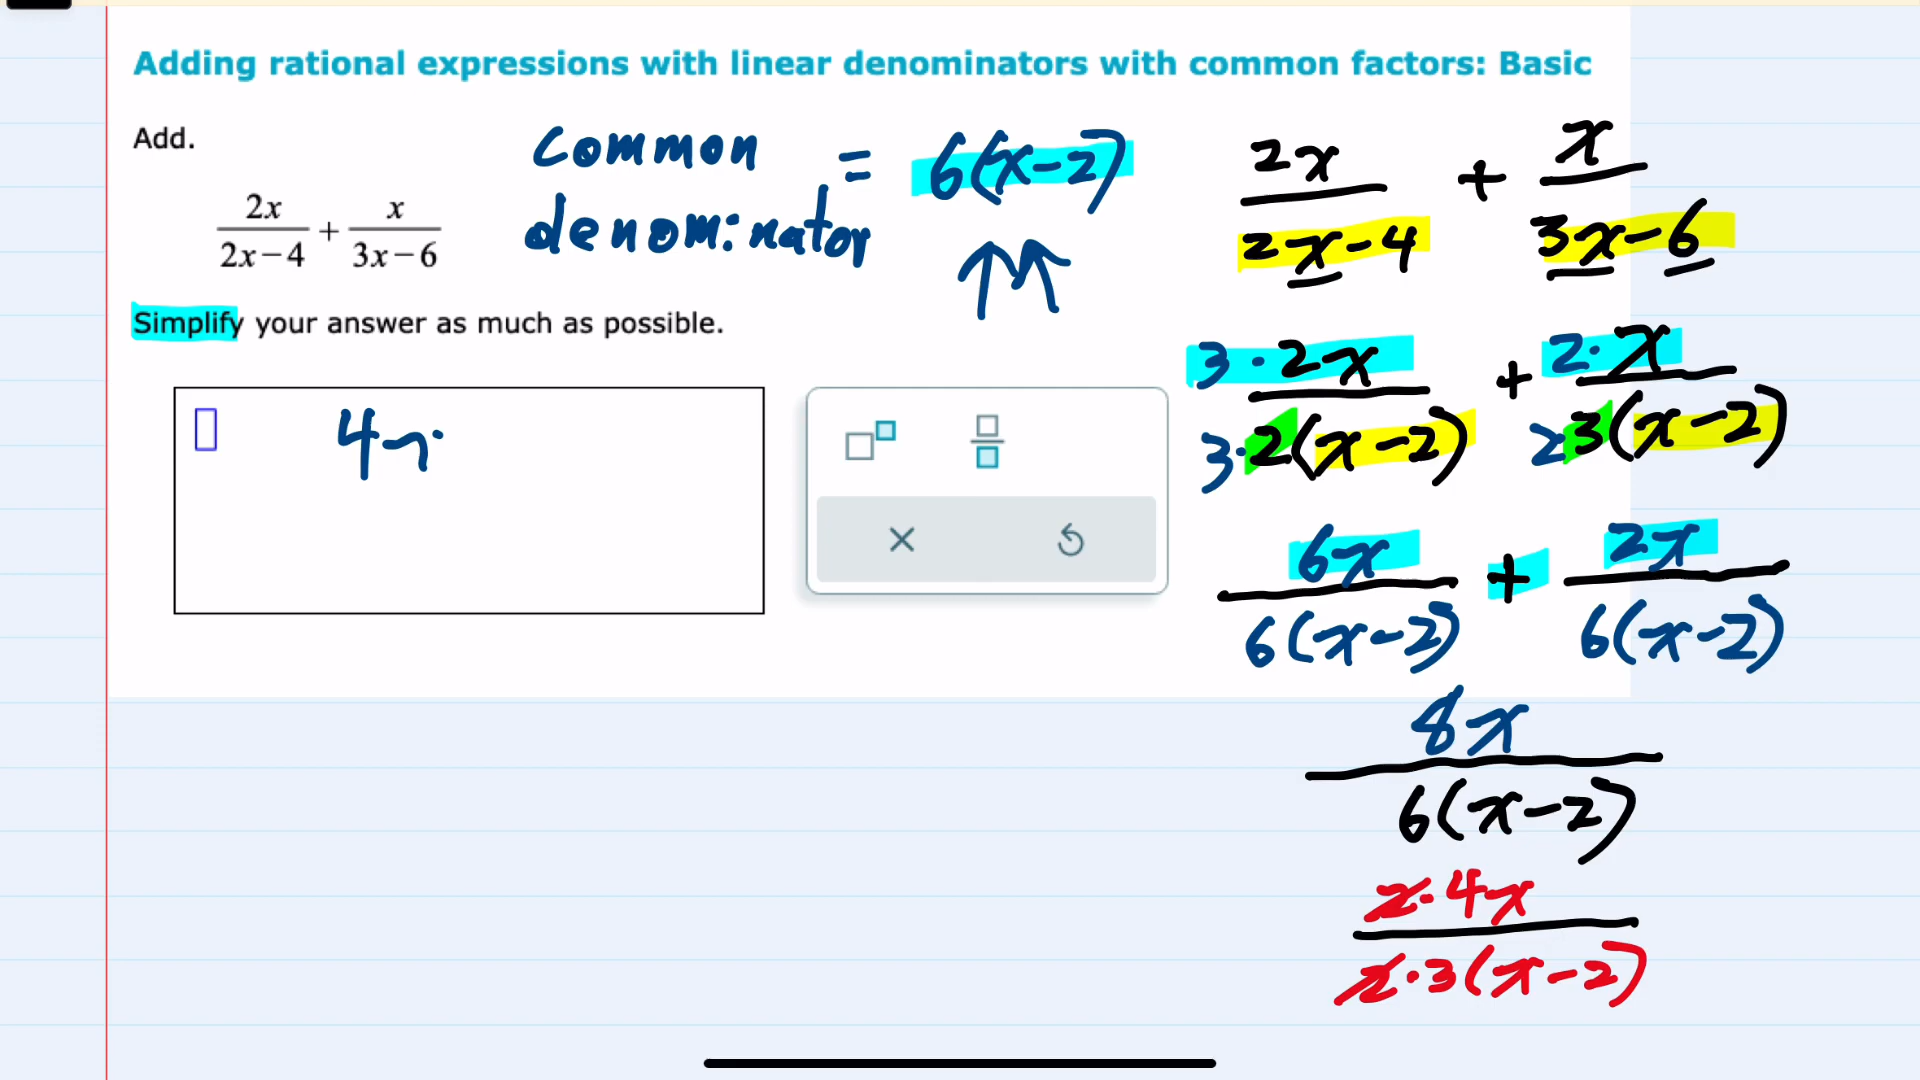 Adding rational expressions with linear denominators with common factors: Basic
Add.
2x/(2x−4) + x/(3x−6)
Simplify your answer as much as possible.
common denominator = 6(x−2)
4x
2x/(2x−4) + x/(3x−6)
3·2x/(3·2(x−2)) + 2·x/(2 3(x−2))
6x/(6(x−2)) + 2x/(6(x−2))
8x/(6(x−2))
2·4x/(2·3(x−2))